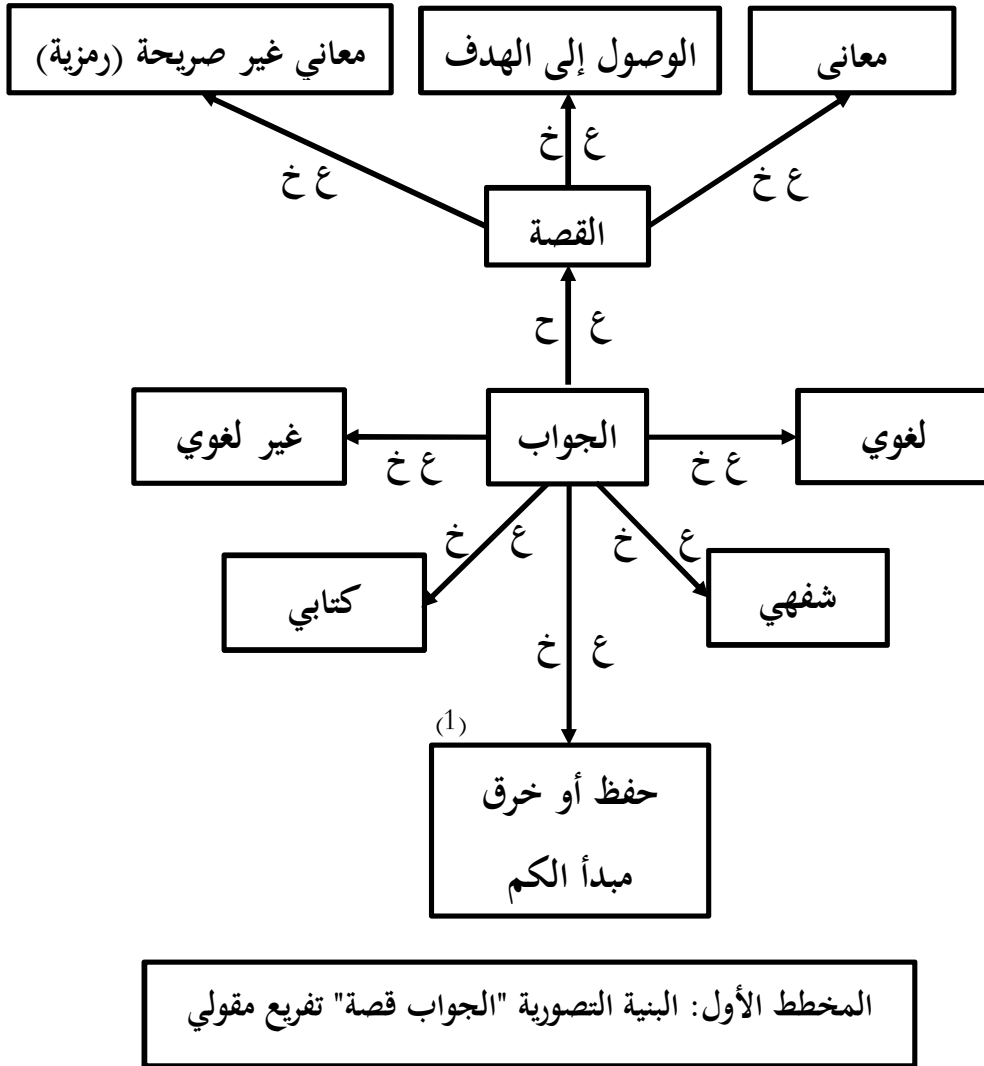 معانى
الوصول إلى الهدف
معاني غير صريحة (رمزية)
ع خ
ع خ
ع خ
القصة
ع ح
لغوي
ع خ
الجواب
ع خ
غير لغوي
ع خ
ع خ
شفهي
كتابي
ع خ
(1)
حفظ أو خرق
مبدأ الكم
المخطط الأول: البنية التصورية "الجواب قصة" تفريع مقولي